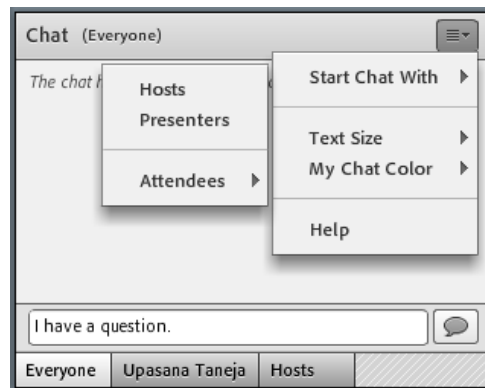 Chat (Everyone)
The chat h
Hosts
Presenters
Attendees
Start Chat With
Text Size
My Chat Color
Help
I have a question.
Everyone
Upasana Taneja
Hosts